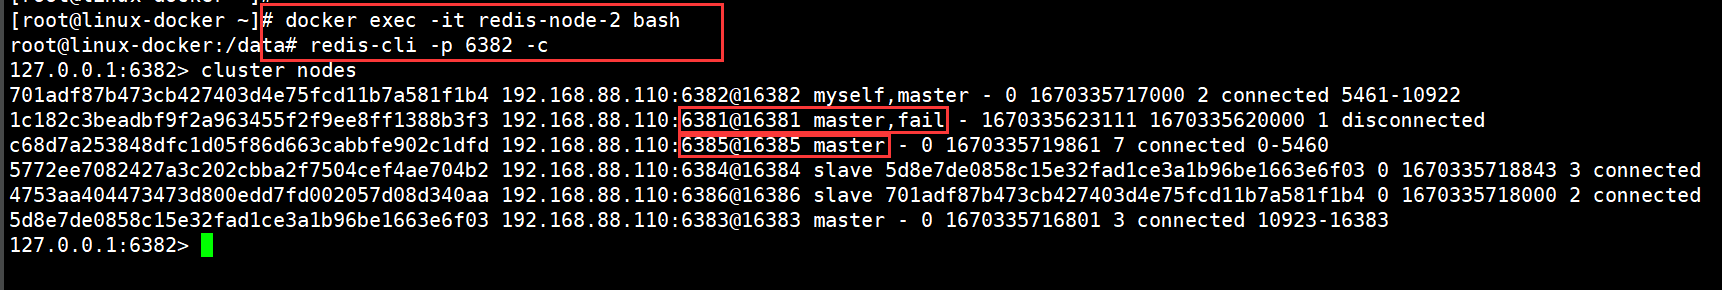 [root@linux-docker ~]#
[root@linux-docker ~]# docker exec -it redis-node-2 bash
root@linux-docker:/data# redis-cli -p 6382 -c
127.0.0.1:6382> cluster nodes
701adf87b473cb427403d4e75fcd11b7a581f1b4 192.168.88.110:6382@16382 myself,master - 0 1670335717000 2 connected 5461-10922
1c182c3beadbf9f2a963455f2f9ee8ff1388b3f3 192.168.88.110:6381@16381 master,fail - 1670335623111 1670335620000 1 disconnected
c68d7a253848dfc1d05f86d663cabbfe902c1dfd 192.168.88.110:6385@16385 master - 0 1670335719861 7 connected 0-5460
5772ee7082427a3c202cbba2f7504cef4ae704b2 192.168.88.110:6384@16384 slave 5d8e7de0858c15e32fad1ce3a1b96be1663e6f03 0 1670335718843 3 connected
4753aa404473473d800edd7fd002057d08d340aa 192.168.88.110:6386@16386 slave 701adf87b473cb427403d4e75fcd11b7a581f1b4 0 1670335718000 2 connected
5d8e7de0858c15e32fad1ce3a1b96be1663e6f03 192.168.88.110:6383@16383 master - 0 1670335716801 3 connected 10923-16383
127.0.0.1:6382>